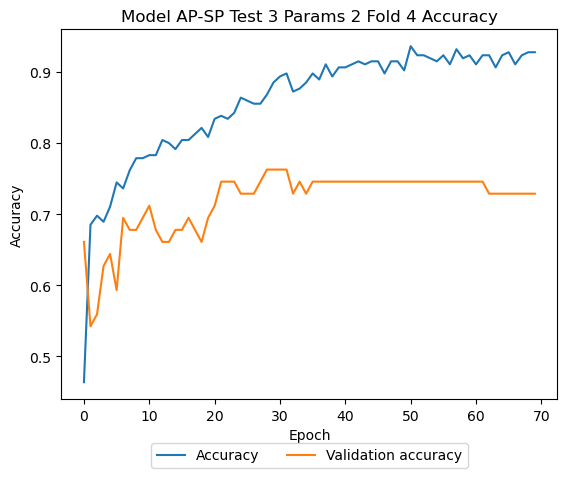 Model AP-SP Test 3 Params 2 Fold 4 Accuracy
Accuracy
0.9
0.8
0.7
0.6
0.5
0 10 20 30 40 50 60 70
Epoch
Accuracy Validation accuracy